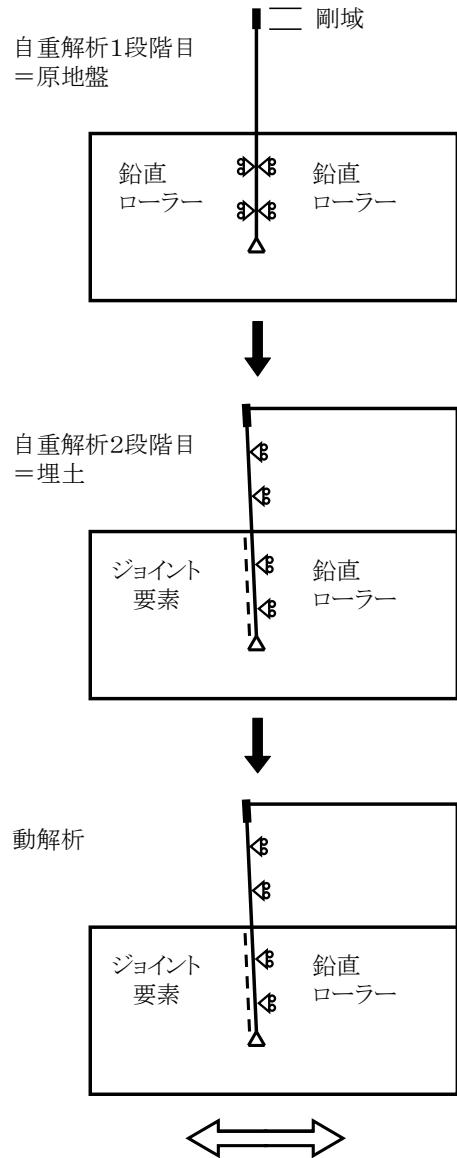 剛域
自重解析1段階目
＝原地盤
鉛直
ローラー
鉛直
ローラー
自重解析2段階目
＝埋土
ジョイント
要素
鉛直
ローラー
動解析
ジョイント
要素
鉛直
ローラー